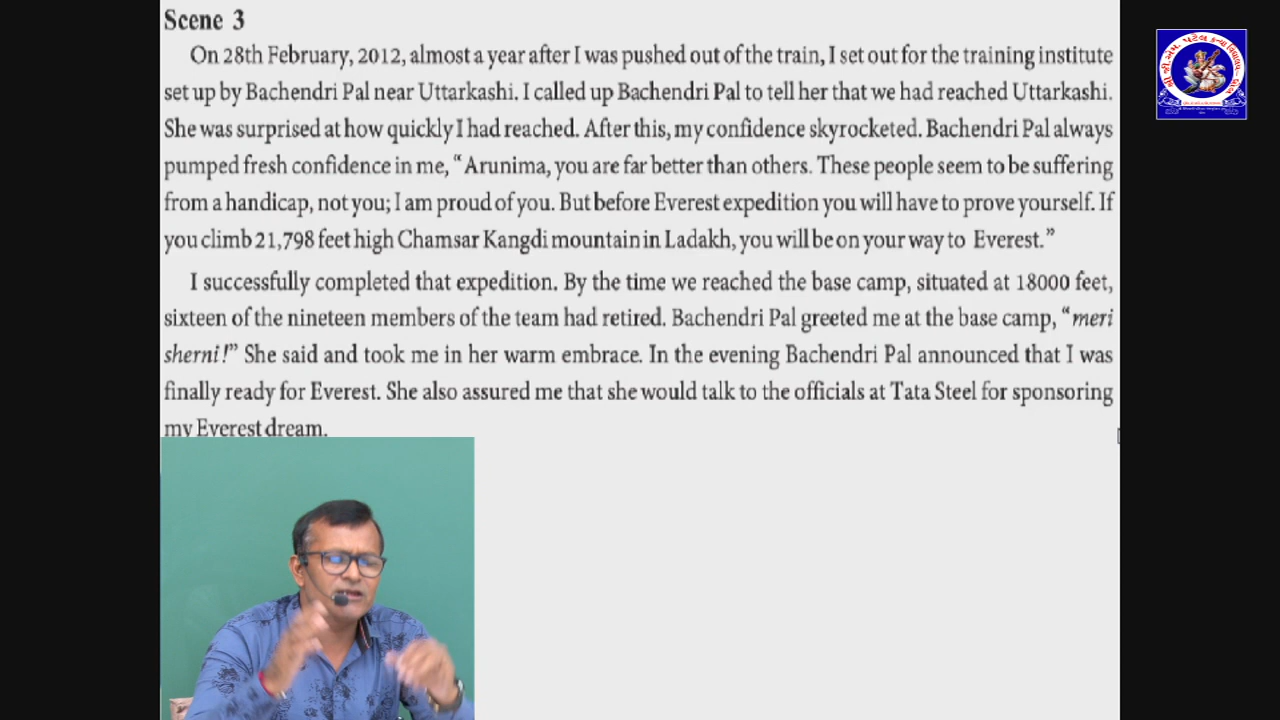 Scene 3
On 28th February, 2012, almost a year after I was pushed out of the train, I set out for the training institute
set up by Bachendri Pal near Uttarkashi. I called up Bachendri Pal to tell her that we had reached Uttarkashi.
She was surprised at how quickly I had reached. After this, my confidence skyrocketed. Bachendri Pal always
pumped fresh confidence in me, “Arunima, you are far better than others. These people seem to be suffering
from a handicap, not you; I am proud of you. But before Everest expedition you will have to prove yourself. If
you climb 21,798 feet high Chamsar Kangdi mountain in Ladakh, you will be on your way to Everest.”
I successfully completed that expedition. By the time we reached the base camp, situated at 18000 feet,
sixteen of the nineteen members of the team had retired. Bachendri Pal greeted me at the base camp, “meri
sherni!” She said and took me in her warm embrace. In the evening Bachendri Pal announced that I was
finally ready for Everest. She also assured me that she would talk to the officials at Tata Steel for sponsoring
my Everest dream.